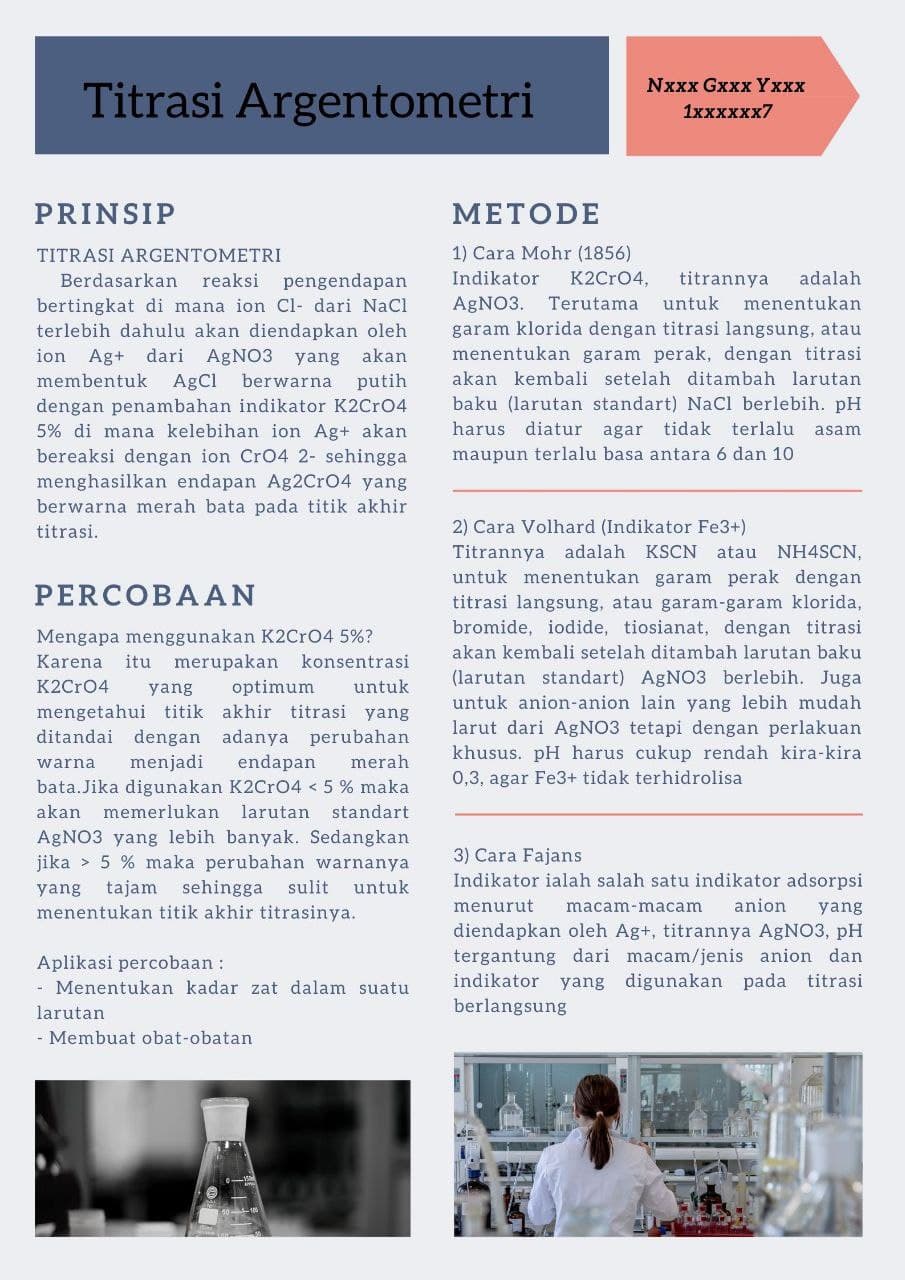 Titrasi Argentometri
Nxxx Gxxx Yxxx
1xxxxxx7
PRINSIP
TITRASI ARGENTOMETRI
Berdasarkan reaksi pengendapan
bertingkat di mana ion Cl- dari NaCl
terlebih dahulu akan diendapkan oleh
ion Ag+ dari AgNO3 yang akan
membentuk AgCl berwarna putih
dengan penambahan indikator K2CrO4
5% di mana kelebihan ion Ag+ akan
bereaksi dengan ion CrO4 2- sehingga
menghasilkan endapan Ag2CrO4 yang
berwarna merah bata pada titik akhir
titrasi.
PERCOBAAN
Mengapa menggunakan K2CrO4 5%?
Karena itu merupakan konsentrasi
K2CrO4 yang optimum untuk
mengetahui titik akhir titrasi yang
ditandai dengan adanya perubahan
warna menjadi endapan merah
bata.Jika digunakan K2CrO4 < 5 % maka
akan memerlukan larutan standart
AgNO3 yang lebih banyak. Sedangkan
jika > 5 % maka perubahan warnanya
yang tajam sehingga sulit untuk
menentukan titik akhir titrasinya.
Aplikasi percobaan :
- Menentukan kadar zat dalam suatu
larutan
- Membuat obat-obatan
METODE
1) Cara Mohr (1856)
Indikator K2CrO4, titrannya adalah
AgNO3. Terutama untuk menentukan
garam klorida dengan titrasi langsung, atau
menentukan garam perak, dengan titrasi
akan kembali setelah ditambah larutan
baku (larutan standart) NaCl berlebih. pH
harus diatur agar tidak terlalu asam
maupun terlalu basa antara 6 dan 10
2) Cara Volhard (Indikator Fe3+)
Titrannya adalah KSCN atau NH4SCN,
untuk menentukan garam perak dengan
titrasi langsung, atau garam-garam klorida,
bromide, iodide, tiosianat, dengan titrasi
akan kembali setelah ditambah larutan baku
(larutan standart) AgNO3 berlebih. Juga
untuk anion-anion lain yang lebih mudah
larut dari AgNO3 tetapi dengan perlakuan
khusus. pH harus cukup rendah kira-kira
0,3, agar Fe3+ tidak terhidrolisa
3) Cara Fajans
Indikator ialah salah satu indikator adsorpsi
menurut macam-macam anion yang
diendapkan oleh Ag+, titrannya AgNO3, pH
tergantung dari macam/jenis anion dan
indikator yang digunakan pada titrasi
berlangsung